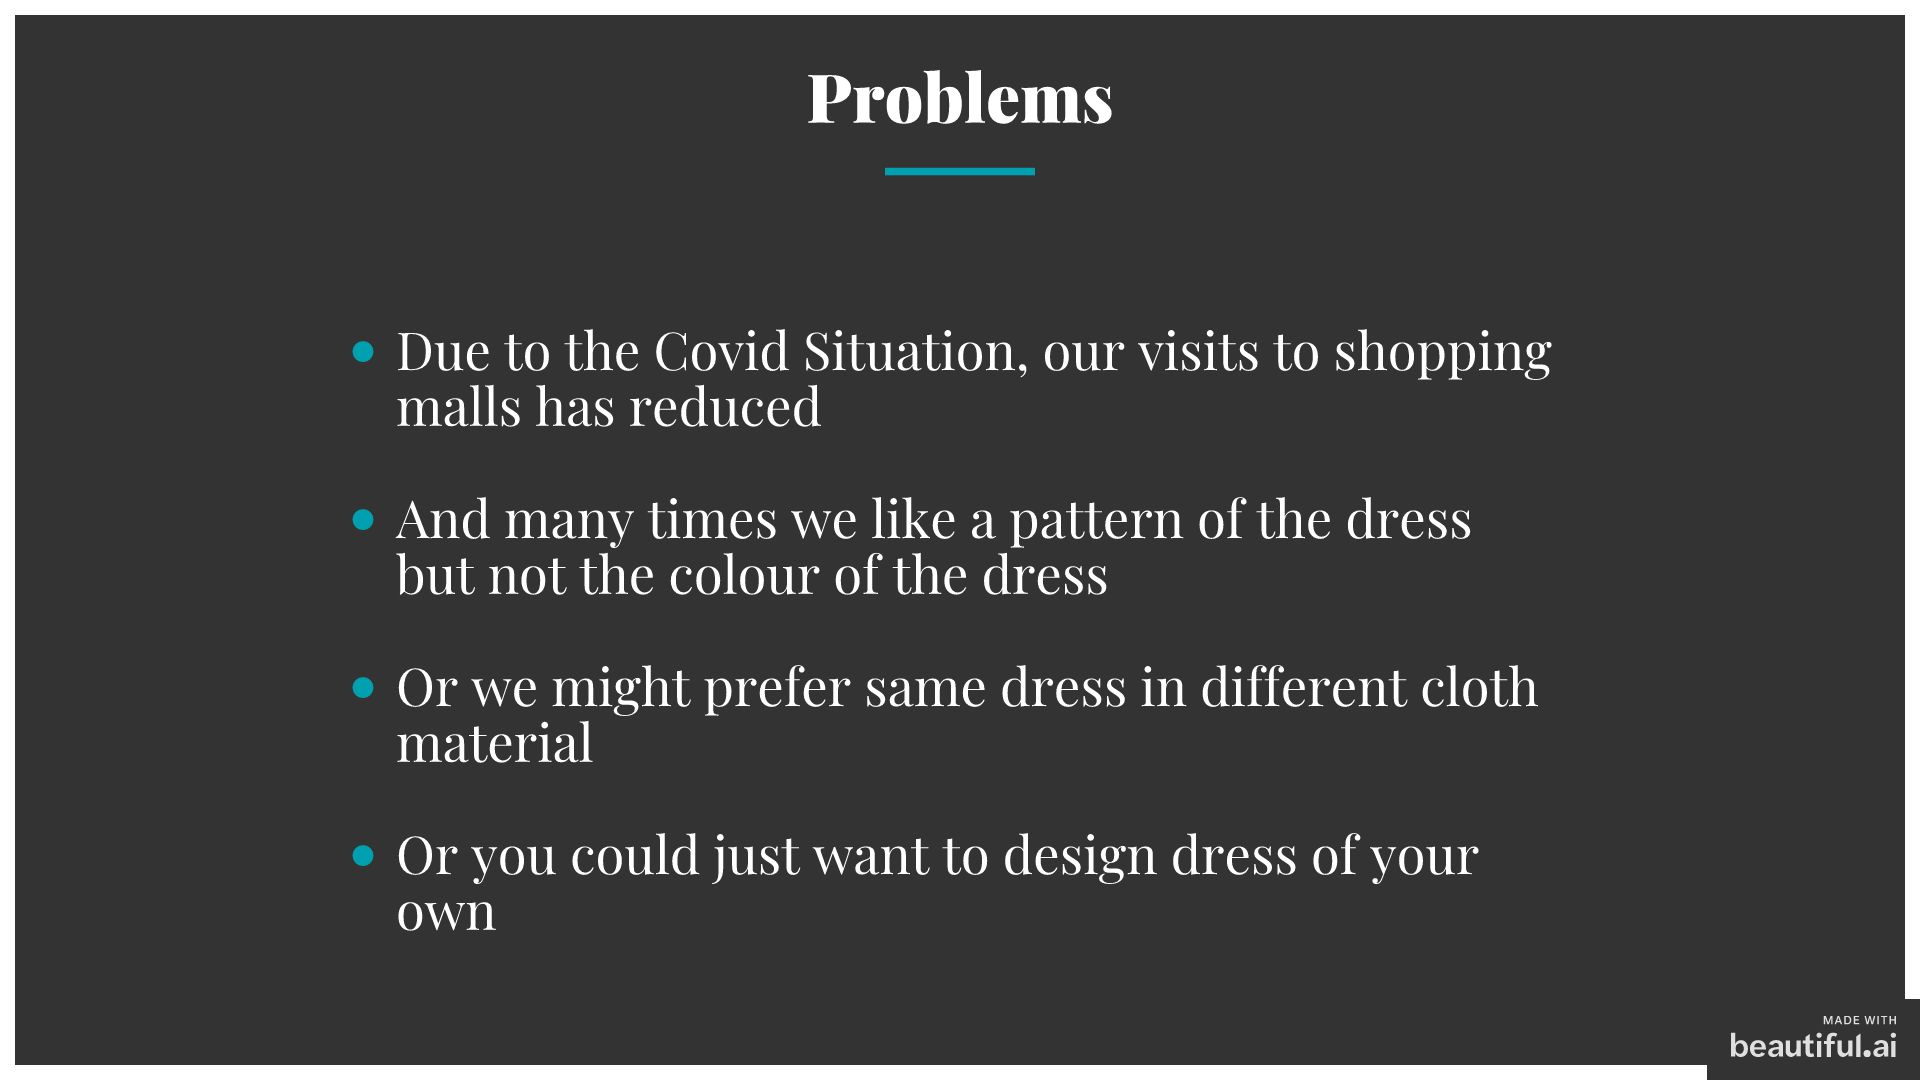 Problems
Due to the Covid Situation, our visits to shopping
malls has reduced
And many times we like a pattern of the dress
but not the colour of the dress
Or we might prefer same dress in different cloth
material
Or you could just want to design dress of your
own
MADE WITH
beautiful.ai